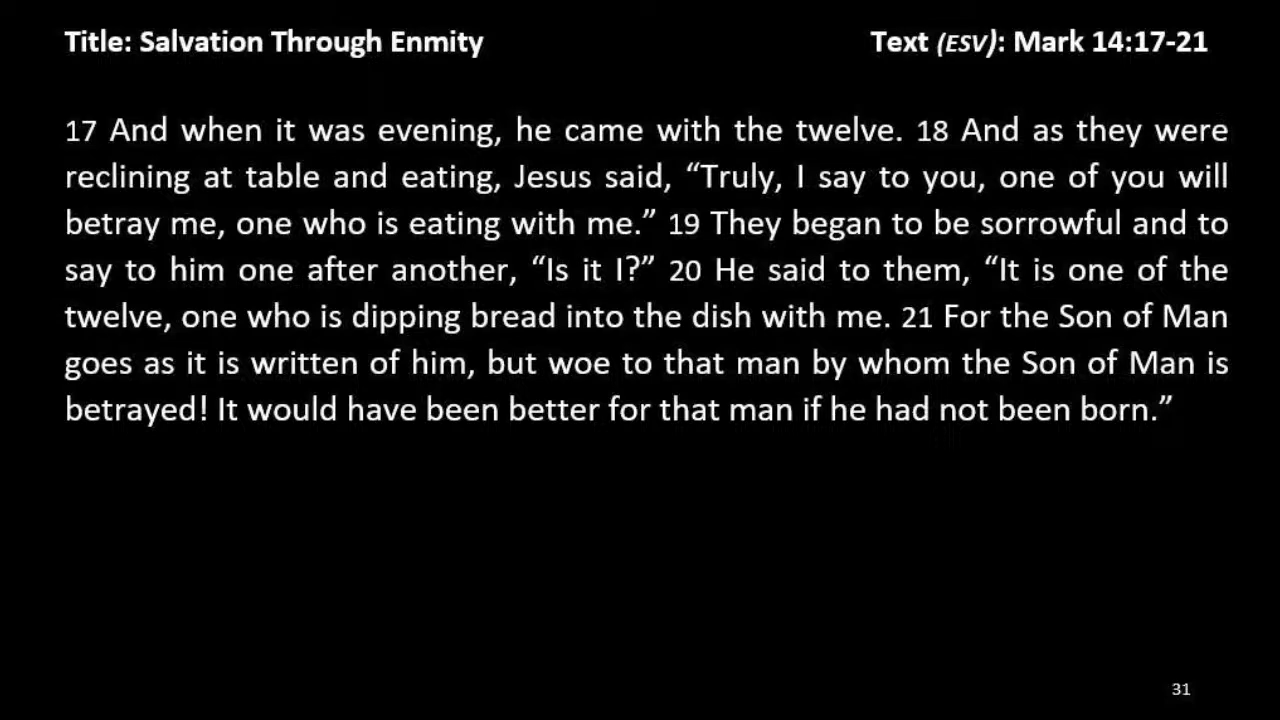 Title: Salvation Through Enmity Text (ESV): Mark 14:17-21
17 And when it was evening, he came with the twelve. 18 And as they were
reclining at table and eating, Jesus said, “Truly, I say to you, one of you will
betray me, one who is eating with me.” 19 They began to be sorrowful and to
say to him one after another, “Is it I?” 20 He said to them, “It is one of the
twelve, one who is dipping bread into the dish with me. 21 For the Son of Man
goes as it is written of him, but woe to that man by whom the Son of Man is
betrayed! It would have been better for that man if he had not been born.”
31